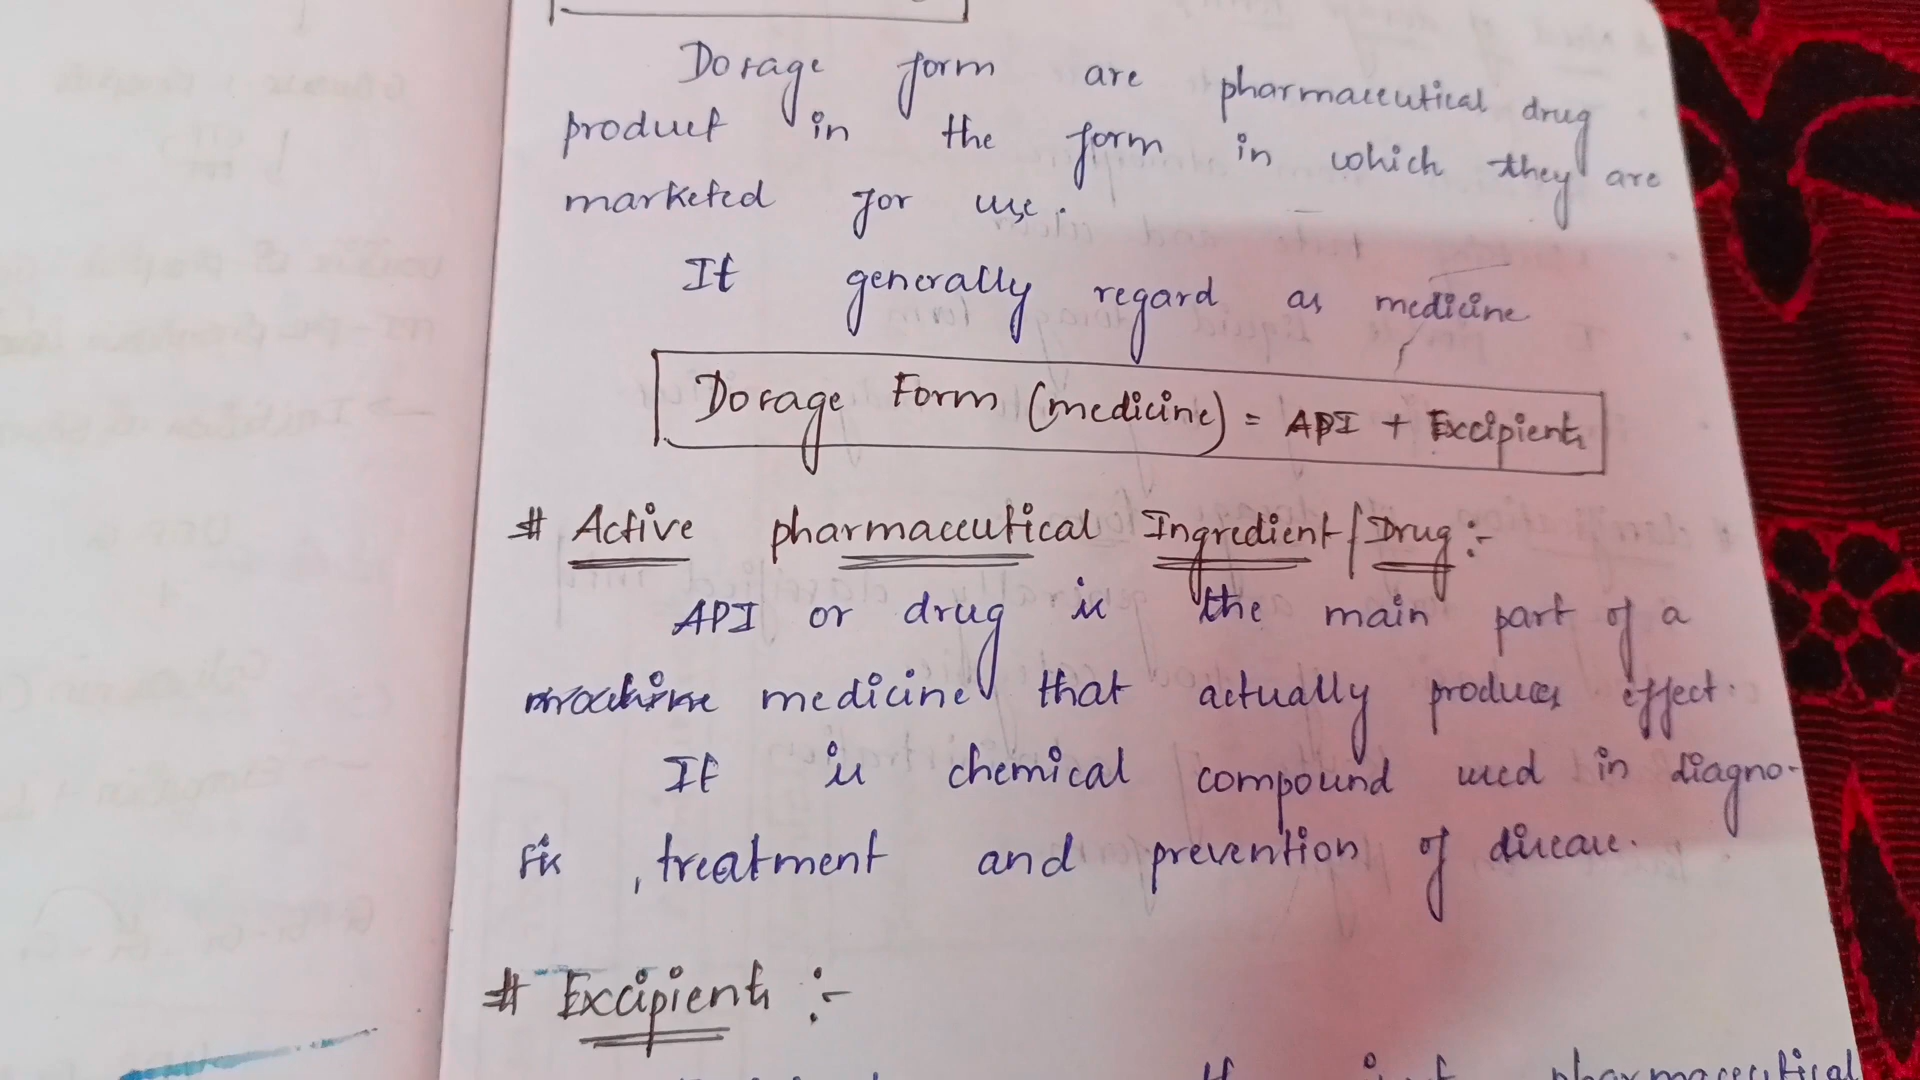 Dosage form are pharmaceutical drug
product in the form in which they are
marketed for use.
It generally regard as medicine
Dosage Form (medicine) = API + Excipients
# Active pharmaceutical Ingredient / Drug :-
API or drug is the main part of a
medicine that actually produces effect.
It is chemical compound used in diagno-
sis , treatment and prevention of disease.
# Excipients :-
pharmaceutical